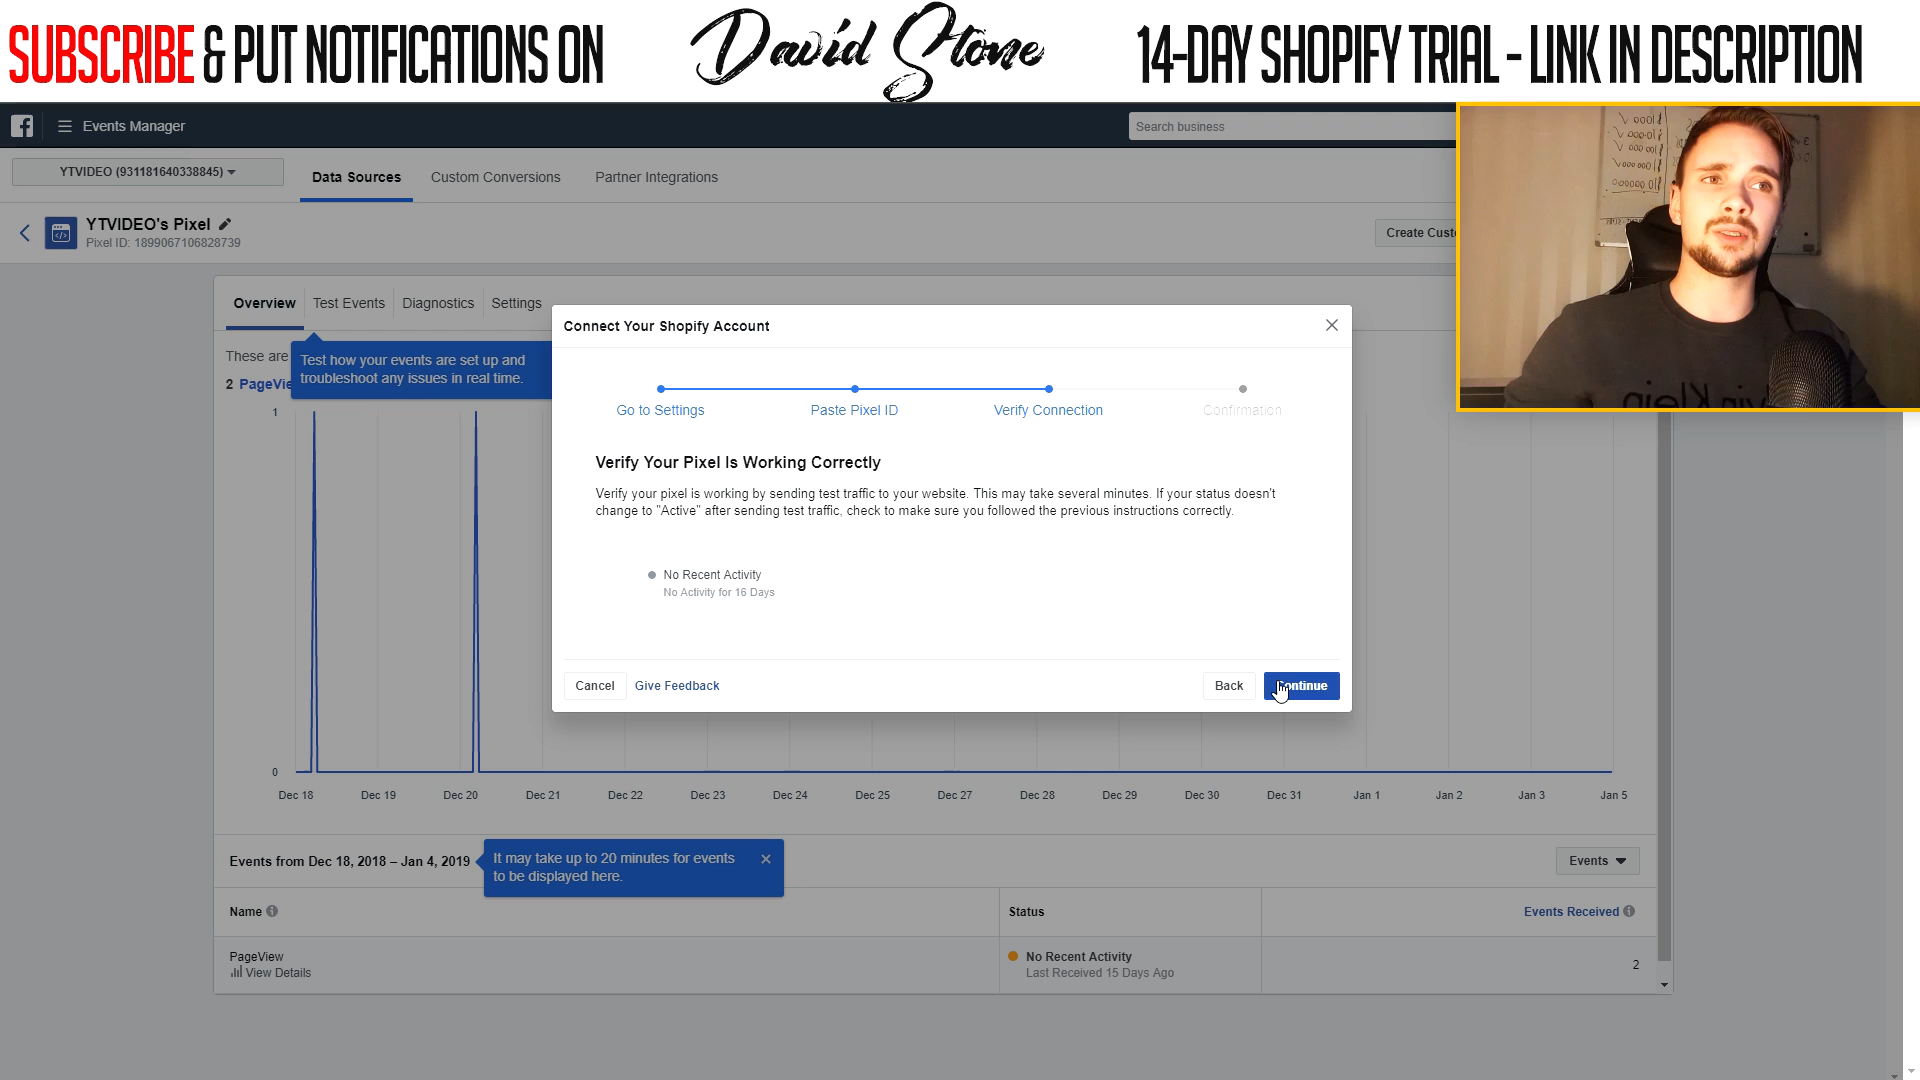 SUBSCRIBE & PUT NOTIFICATIONS ON
David Stone
14-DAY SHOPIFY TRIAL - LINK IN DESCRIPTION
Events Manager
Search business
YTVIDEO (931181640338845)
Data Sources
Custom Conversions
Partner Integrations
YTVIDEO's Pixel
Pixel ID: 1899067106828739
Create Cust
Overview
Test Events
Diagnostics
Settings
These are
Test how your events are set up and
troubleshoot any issues in real time.
2 PageVie
Connect Your Shopify Account
Go to Settings
Paste Pixel ID
Verify Connection
Confirmation
Verify Your Pixel Is Working Correctly
Verify your pixel is working by sending test traffic to your website. This may take several minutes. If your status doesn't
change to "Active" after sending test traffic, check to make sure you followed the previous instructions correctly.
No Recent Activity
No Activity for 16 Days
Cancel
Give Feedback
Back
Continue
1
0
Dec 18
Dec 19
Dec 20
Dec 21
Dec 22
Dec 23
Dec 24
Dec 25
Dec 27
Dec 28
Dec 29
Dec 30
Dec 31
Jan 1
Jan 2
Jan 3
Jan 5
Events from Dec 18, 2018 – Jan 4, 2019
It may take up to 20 minutes for events
to be displayed here.
Events
Name
Status
Events Received
PageView
View Details
No Recent Activity
Last Received 15 Days Ago
2